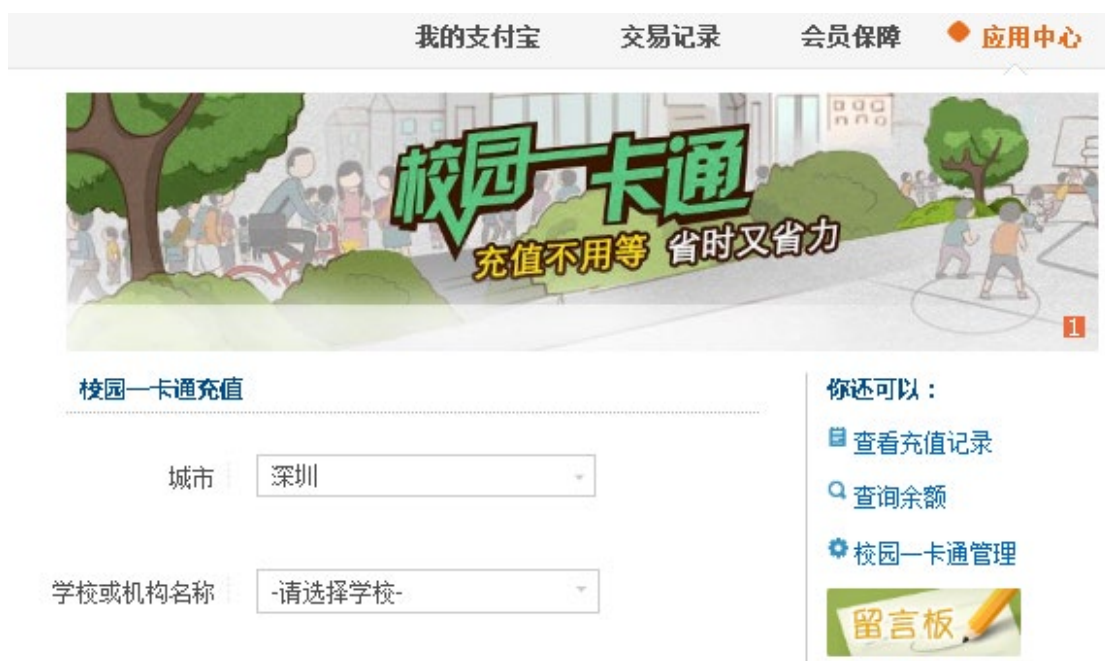 我的支付宝 交易记录 会员保障 应用中心
校园一卡通
充值不用等 省时又省力
1
校园一卡通充值
城市 深圳
学校或机构名称 -请选择学校-
你还可以：
查看充值记录
查询余额
校园一卡通管理
留言板